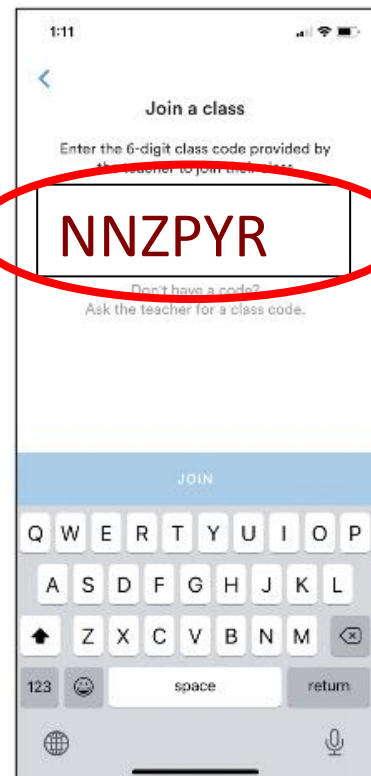 1:11
Join a class
Enter the 6-digit class code provided by
the teacher to join their class
NNZPYR
Don't have a code?
Ask the teacher for a class code.
JOIN
Q W E R T Y U I O P
A S D F G H J K L
Z X C V B N M
123 space return